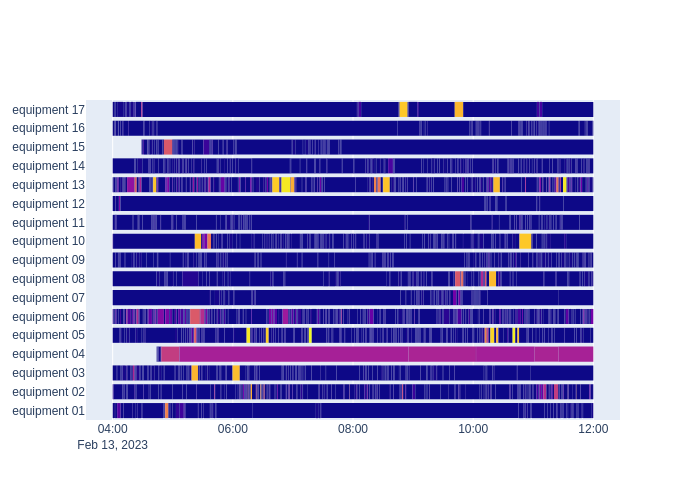 equipment 17
equipment 16
equipment 15
equipment 14
equipment 13
equipment 12
equipment 11
equipment 10
equipment 09
equipment 08
equipment 07
equipment 06
equipment 05
equipment 04
equipment 03
equipment 02
equipment 01
04:00 06:00 08:00 10:00 12:00
Feb 13, 2023